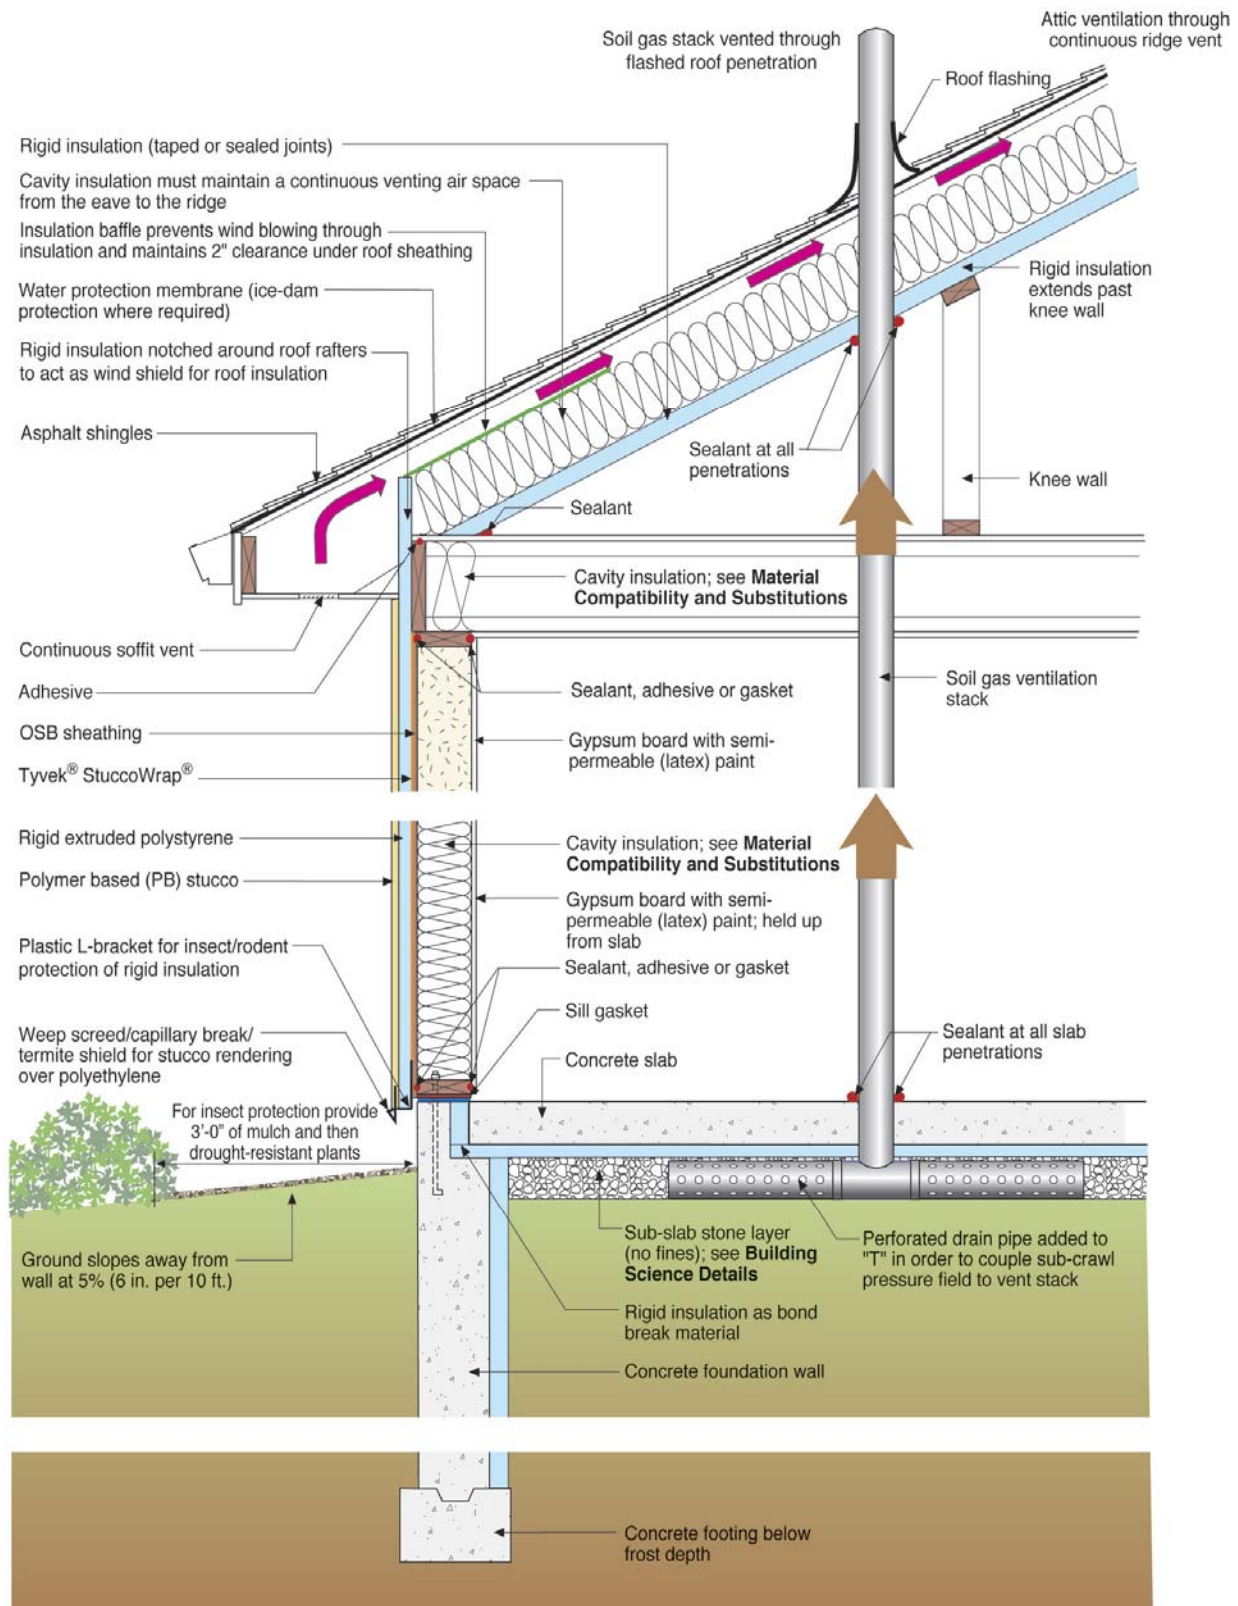 Soil gas stack vented through
flashed roof penetration
Attic ventilation through
continuous ridge vent
Roof flashing
Rigid insulation (taped or sealed joints)
Cavity insulation must maintain a continuous venting air space
from the eave to the ridge
Insulation baffle prevents wind blowing through
insulation and maintains 2" clearance under roof sheathing
Water protection membrane (ice-dam
protection where required)
Rigid insulation notched around roof rafters
to act as wind shield for roof insulation
Asphalt shingles
Rigid insulation
extends past
knee wall
Sealant at all
penetrations
Knee wall
Sealant
Cavity insulation; see Material
Compatibility and Substitutions
Continuous soffit vent
Adhesive
OSB sheathing
Tyvek® StuccoWrap®
Sealant, adhesive or gasket
Gypsum board with semi-
permeable (latex) paint
Soil gas ventilation
stack
Rigid extruded polystyrene
Polymer based (PB) stucco
Plastic L-bracket for insect/rodent
protection of rigid insulation
Weep screed/capillary break/
termite shield for stucco rendering
over polyethylene
Cavity insulation; see Material
Compatibility and Substitutions
Gypsum board with semi-
permeable (latex) paint; held up
from slab
Sealant, adhesive or gasket
Sill gasket
Concrete slab
Sealant at all slab
penetrations
For insect protection provide
3'-0" of mulch and then
drought-resistant plants
Ground slopes away from
wall at 5% (6 in. per 10 ft.)
Sub-slab stone layer
(no fines); see Building
Science Details
Perforated drain pipe added to
"T" in order to couple sub-crawl
pressure field to vent stack
Rigid insulation as bond
break material
Concrete foundation wall
Concrete footing below
frost depth